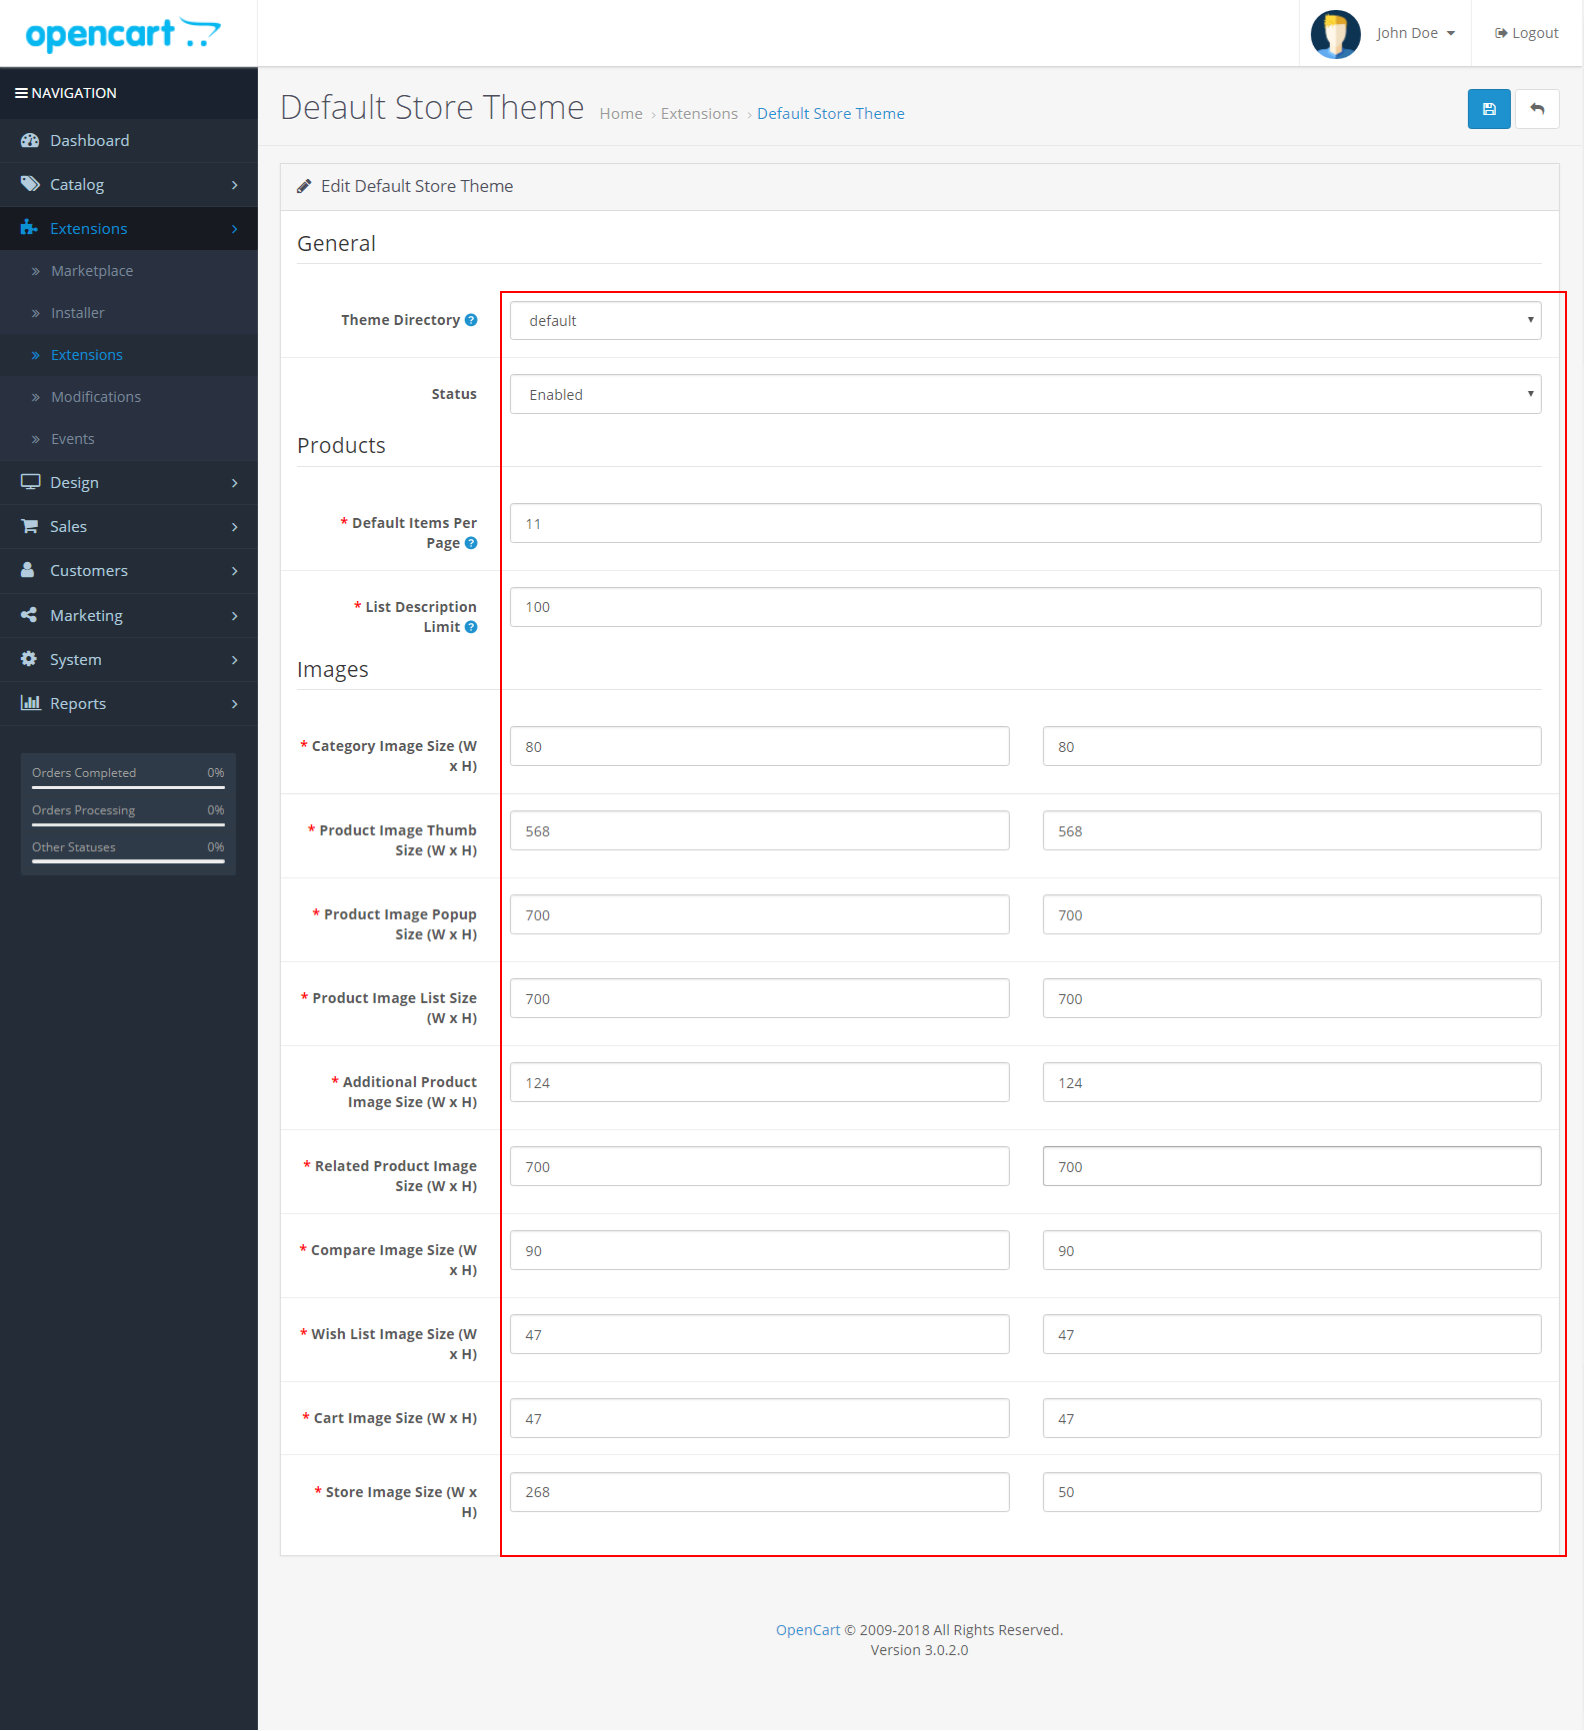 opencart
John Doe
Logout
NAVIGATION
Dashboard
Catalog
Extensions
Marketplace
Installer
Extensions
Modifications
Events
Design
Sales
Customers
Marketing
System
Reports
Orders Completed 0%
Orders Processing 0%
Other Statuses 0%
Default Store Theme
Home › Extensions › Default Store Theme
Edit Default Store Theme
General
Theme Directory ?
default
Status
Enabled
Products
* Default Items Per
Page ?
11
* List Description
Limit ?
100
Images
* Category Image Size (W
x H)
80 80
* Product Image Thumb
Size (W x H)
568 568
* Product Image Popup
Size (W x H)
700 700
* Product Image List Size
(W x H)
700 700
* Additional Product
Image Size (W x H)
124 124
* Related Product Image
Size (W x H)
700 700
* Compare Image Size (W
x H)
90 90
* Wish List Image Size (W
x H)
47 47
* Cart Image Size (W x H)
47 47
* Store Image Size (W x
H)
268 50
OpenCart © 2009-2018 All Rights Reserved.
Version 3.0.2.0